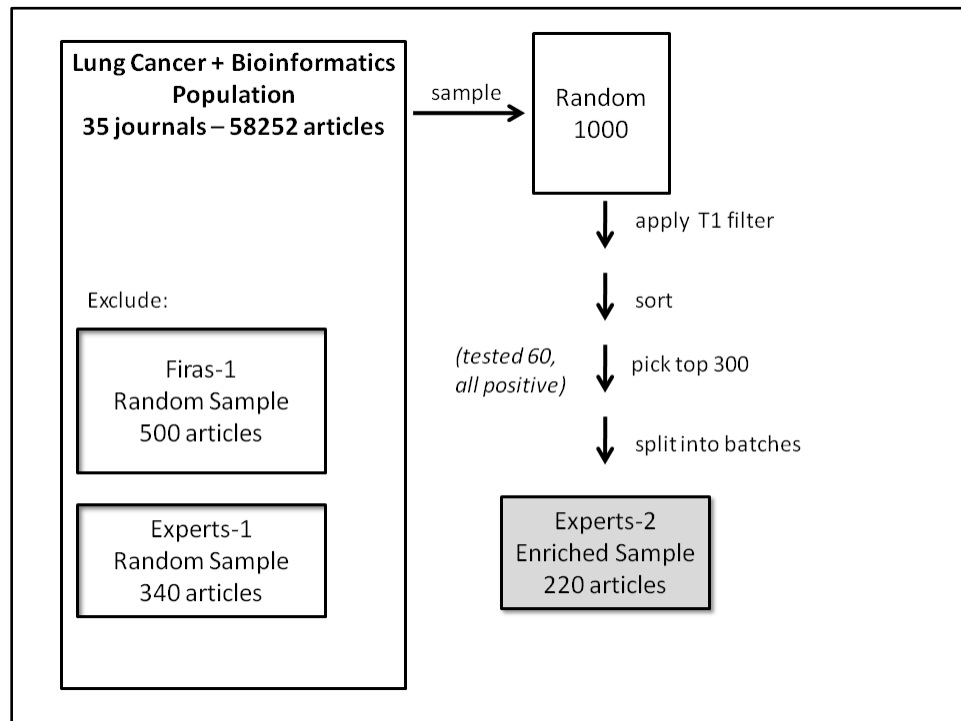 Lung Cancer + Bioinformatics
Population
35 journals – 58252 articles
sample
Random
1000
apply T1 filter
sort
Exclude:
(tested 60,
all positive)
pick top 300
Firas-1
Random Sample
500 articles
split into batches
Experts-1
Random Sample
340 articles
Experts-2
Enriched Sample
220 articles